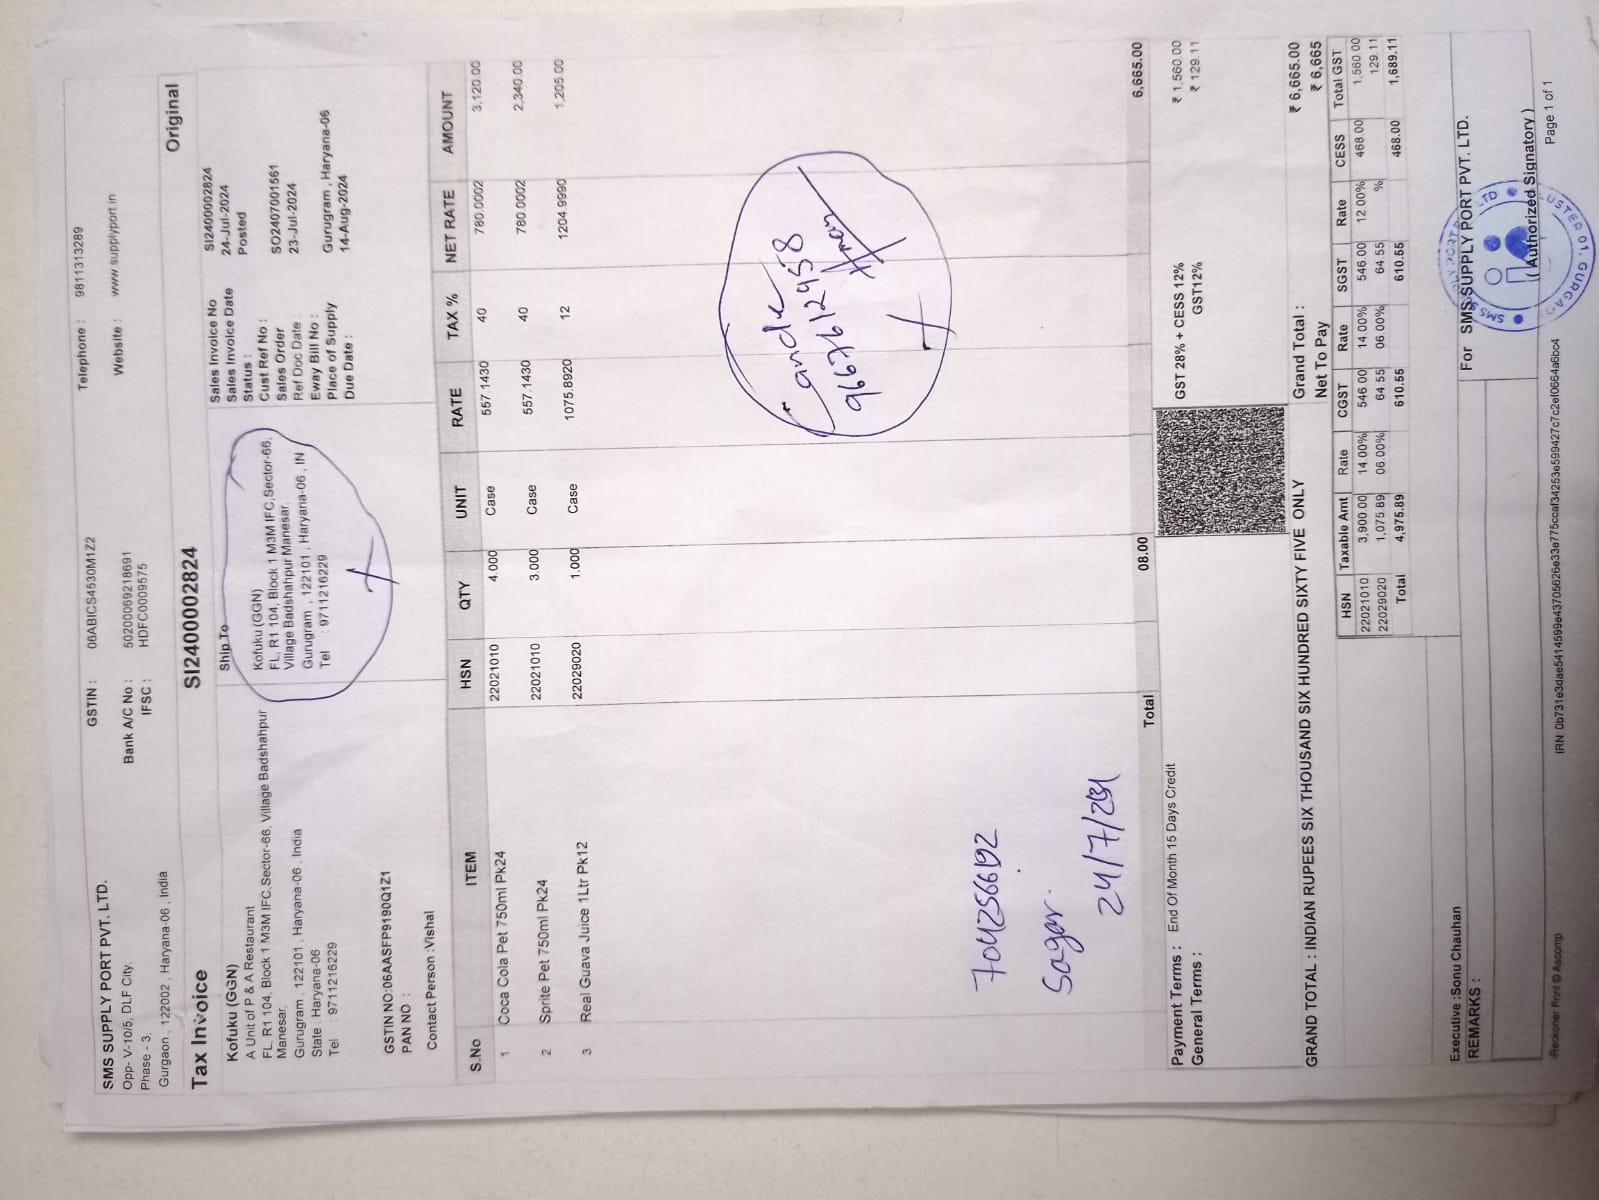 SMS SUPPLY PORT PVT. LTD.
Opp- V-10/5, DLF City.
Phase - 3,
Gurgaon , 122002 , Haryana-06 , India
GSTIN : 06ABICS4530M1Z2
Bank A/C No : 50200069218691
IFSC : HDFC0009575
Telephone : 9811313289
Website : www.supplyport.in
Tax Invoice SI2400002824 Original
Kofuku (GGN)
A Unit of P & A Restaurant
FL, R1 104, Block 1 M3M IFC,Sector-66, Village Badshahpur
Manesar,
Gurugram , 122101 , Haryana-06 , India
State : Haryana-06
Tel : 9711216229
GSTIN NO:06AASFP9190Q1Z1
PAN NO :
Contact Person :Vishal
Ship To
Kofuku (GGN)
FL, R1 104, Block 1 M3M IFC,Sector-66,
Village Badshahpur Manesar,
Gurugram , 122101 , Haryana-06 , IN
Tel : 9711216229
Sales Invoice No SI2400002824
Sales Invoice Date 24-Jul-2024
Status : Posted
Cust Ref No :
Sales Order SO2407001561
Ref Doc Date : 23-Jul-2024
Eway Bill No :
Place of Supply Gurugram , Haryana-06
Due Date : 14-Aug-2024
S.No ITEM HSN QTY UNIT RATE TAX % NET RATE AMOUNT
1 Coca Cola Pet 750ml Pk24 22021010 4.000 Case 557.1430 40 780.0002 3,120.00
2 Sprite Pet 750ml Pk24 22021010 3.000 Case 557.1430 40 780.0002 2,340.00
3 Real Guava Juice 1Ltr Pk12 22029020 1.000 Case 1075.8920 12 1204.9990 1,205.00
9667612958
Sagar
Total 08.00 6,665.00
Payment Terms : End Of Month 15 Days Credit
General Terms :
GST 28% + CESS 12% ₹ 1,560.00
GST12% ₹ 129.11
GRAND TOTAL : INDIAN RUPEES SIX THOUSAND SIX HUNDRED SIXTY FIVE ONLY
Grand Total : ₹ 6,665.00
Net To Pay ₹ 6,665
HSN Taxable Amt Rate CGST Rate SGST Rate CESS Total GST
22021010 3,900.00 14.00% 546.00 14.00% 546.00 12.00% 468.00 1,560.00
22029020 1,075.89 06.00% 64.55 06.00% 64.55 % 129.11
Total 4,975.89 610.55 610.55 468.00 1,689.11
Executive :Sonu Chauhan
REMARKS :
For SMS SUPPLY PORT PVT. LTD.
( Authorized Signatory )
iReckoner Print © Ascomp
Page 1 of 1